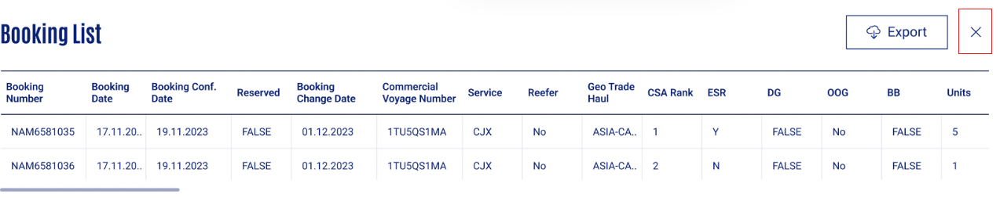 Booking List
Export
Booking Number Booking Date Booking Conf. Date Reserved Booking Change Date Commercial Voyage Number Service Reefer Geo Trade Haul CSA Rank ESR DG OOG BB Units
NAM6581035 17.11.20.. 19.11.2023 FALSE 01.12.2023 1TU5QS1MA CJX No ASIA-CA.. 1 Y FALSE No FALSE 5
NAM6581036 17.11.20.. 19.11.2023 FALSE 01.12.2023 1TU5QS1MA CJX No ASIA-CA.. 2 N FALSE No FALSE 1